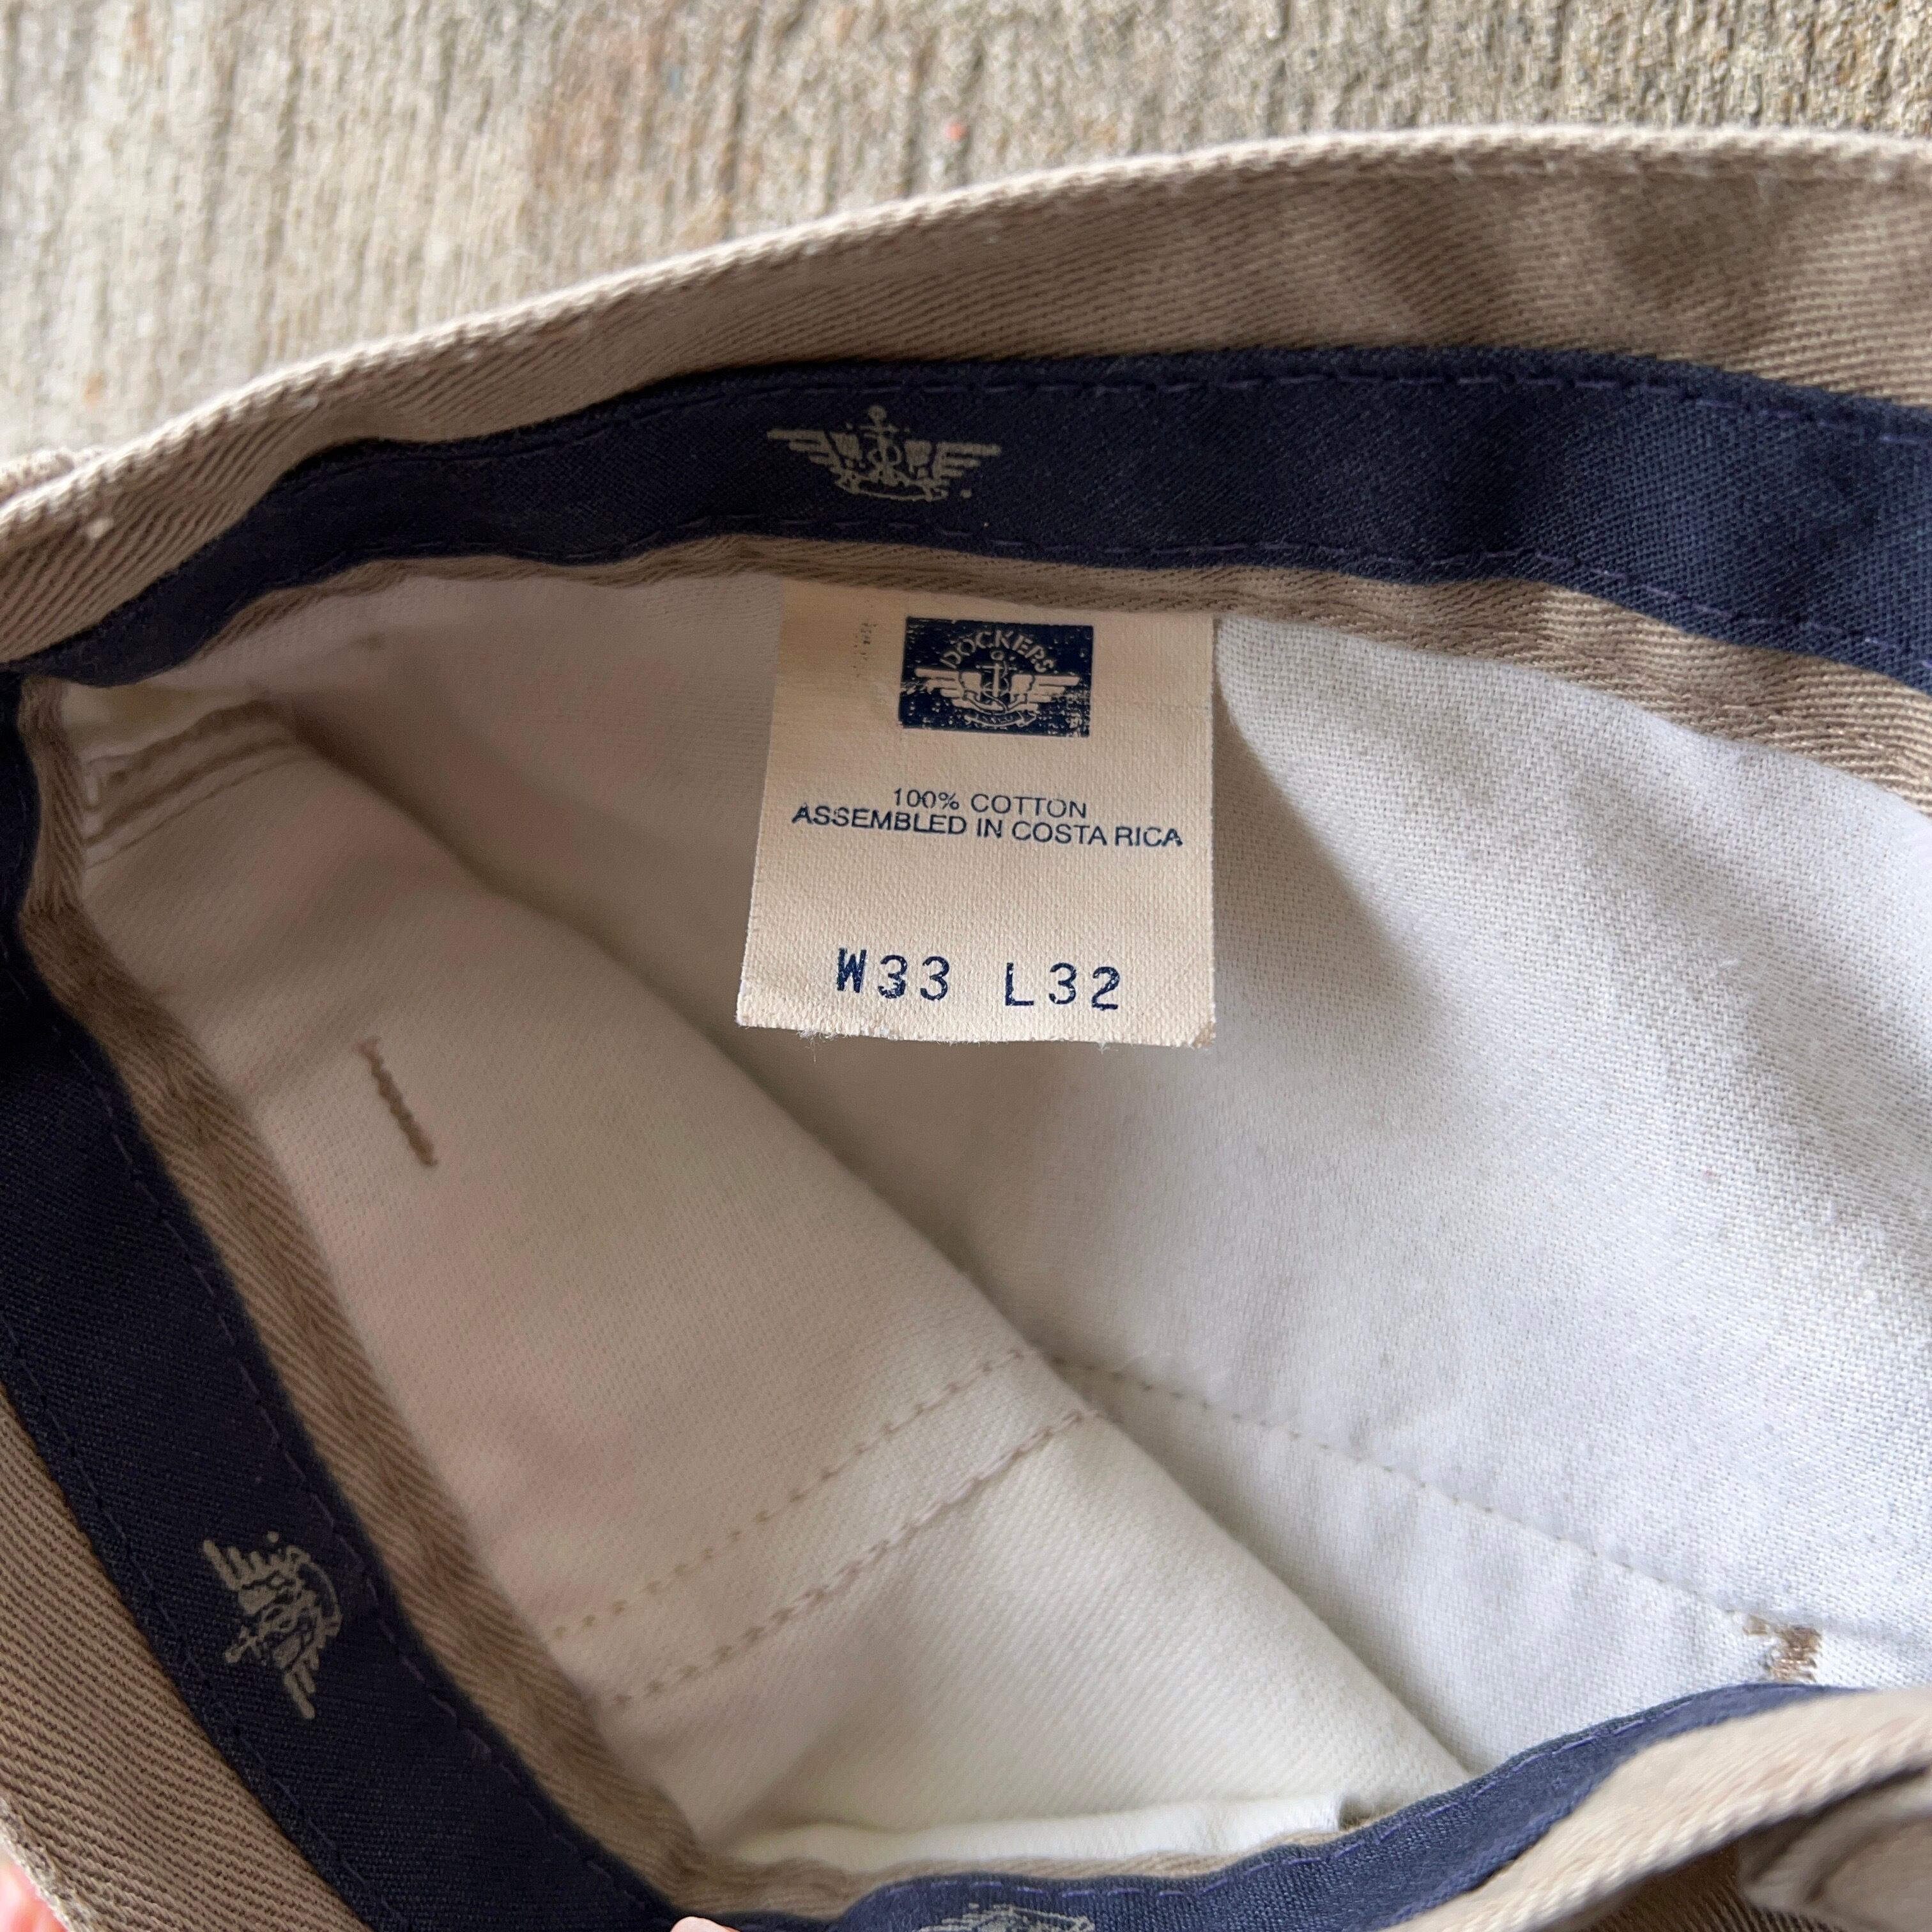 DOCKERS
100% COTTON
ASSEMBLED IN COSTA RICA
W33 L32